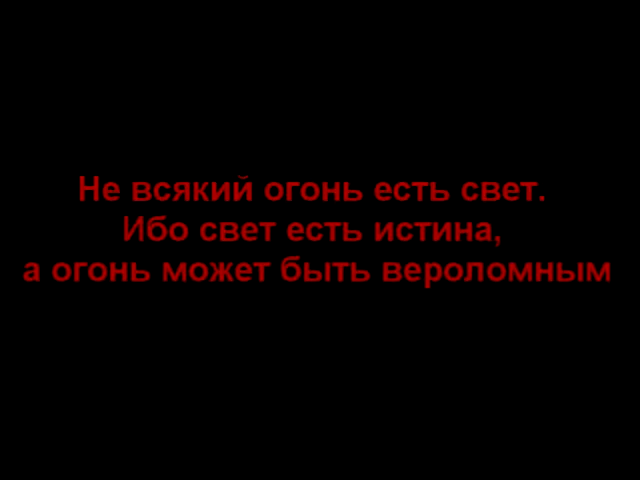 Не всякий огонь есть свет.
Ибо свет есть истина,
а огонь может быть вероломным